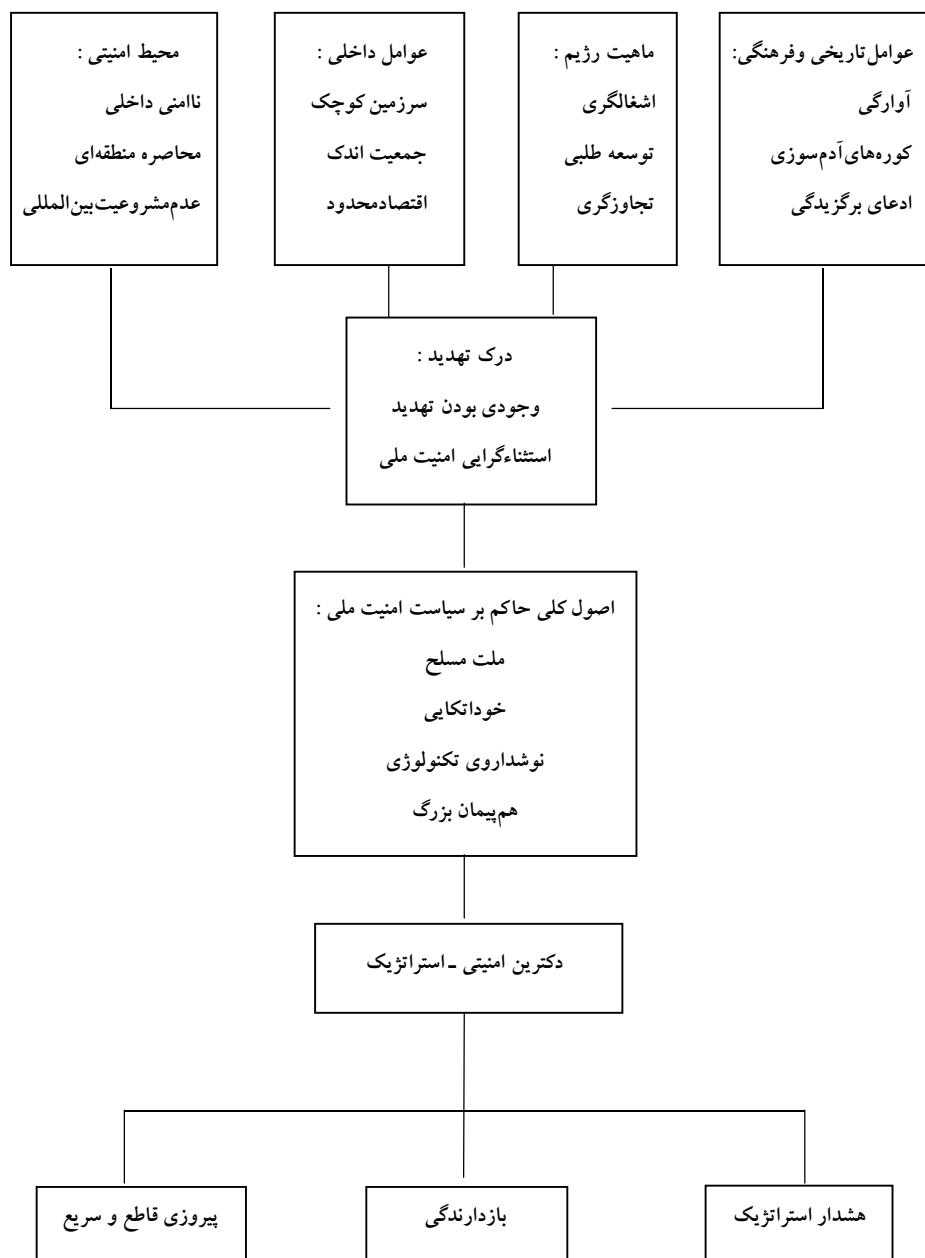 عوامل تاریخی وفرهنگی:
آوارگی
کوره‌های آدم‌سوزی
ادعای برگزیدگی
ماهیت رژیم :
اشغالگری
توسعه طلبی
تجاوزگری
عوامل داخلی :
سرزمین کوچک
جمعیت اندک
اقتصادمحدود
محیط امنیتی :
ناامنی داخلی
محاصره منطقه‌ای
عدم‌مشروعیت‌بین‌المللی
درک تهدید :
وجودی بودن تهدید
استثناءگرایی امنیت ملی
اصول کلی حاکم بر سیاست امنیت ملی :
ملت مسلح
خوداتکایی
نوشداروی تکنولوژی
هم‌پیمان بزرگ
دکترین امنیتی ـ استراتژیک
هشدار استراتژیک
بازدارندگی
پیروزی قاطع و سریع